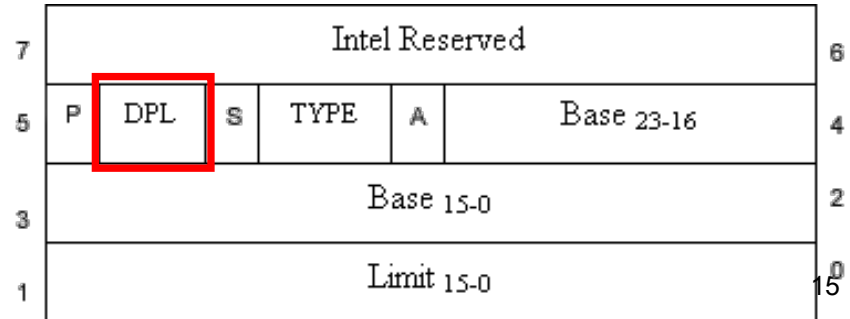 7 Intel Reserved 6
5 P DPL S TYPE A Base 23-16 4
3 Base 15-0 2
1 Limit 15-0 0
15